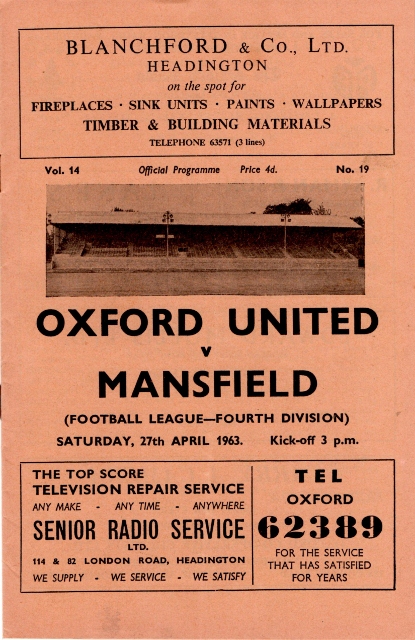 BLANCHFORD & Co., LTD.
HEADINGTON
on the spot for
FIREPLACES · SINK UNITS · PAINTS · WALLPAPERS
TIMBER & BUILDING MATERIALS
TELEPHONE 63571 (3 lines)
Vol. 14 Official Programme Price 4d. No. 19
OXFORD UNITED
v
MANSFIELD
(FOOTBALL LEAGUE—FOURTH DIVISION)
SATURDAY, 27th APRIL 1963. Kick-off 3 p.m.
THE TOP SCORE
TELEVISION REPAIR SERVICE
ANY MAKE - ANY TIME - ANYWHERE
SENIOR RADIO SERVICE
LTD.
114 & 82 LONDON ROAD, HEADINGTON
WE SUPPLY - WE SERVICE - WE SATISFY
TEL
OXFORD
62389
FOR THE SERVICE
THAT HAS SATISFIED
FOR YEARS